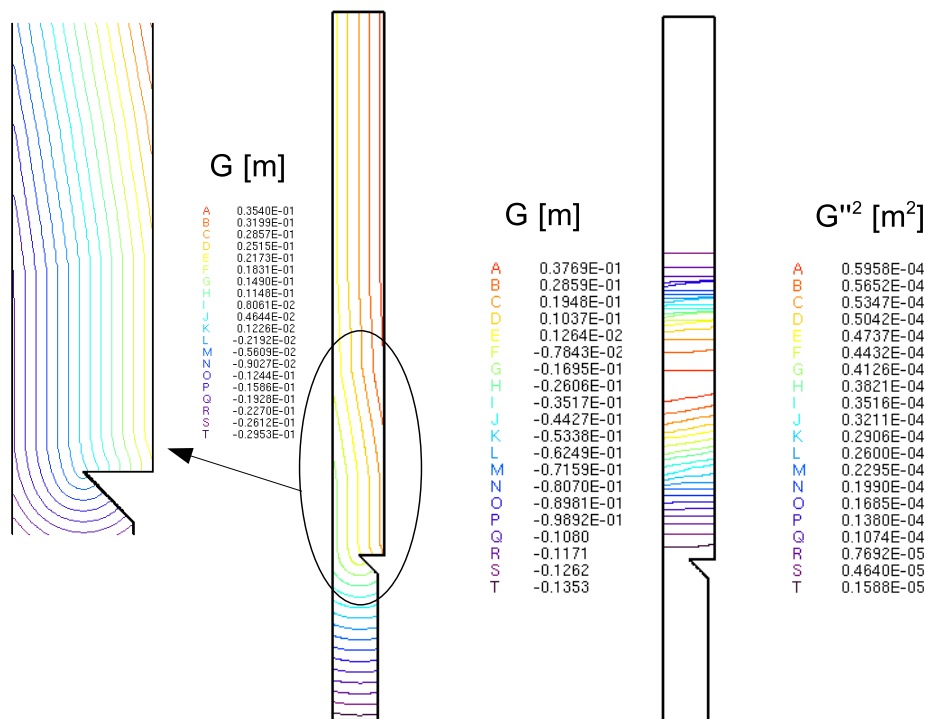 G [m]
A 0.3540E-01
B 0.3199E-01
C 0.2857E-01
D 0.2515E-01
E 0.2173E-01
F 0.1831E-01
G 0.1490E-01
H 0.1148E-01
I 0.8061E-02
J 0.4644E-02
K 0.1226E-02
L -0.2192E-02
M -0.5609E-02
N -0.9027E-02
O -0.1244E-01
P -0.1586E-01
Q -0.1928E-01
R -0.2270E-01
S -0.2612E-01
T -0.2953E-01
G [m]
A 0.3769E-01
B 0.2859E-01
C 0.1948E-01
D 0.1037E-01
E 0.1264E-02
F -0.7843E-02
G -0.1695E-01
H -0.2606E-01
I -0.3517E-01
J -0.4427E-01
K -0.5338E-01
L -0.6249E-01
M -0.7159E-01
N -0.8070E-01
O -0.8981E-01
P -0.9892E-01
Q -0.1080
R -0.1171
S -0.1262
T -0.1353
G"² [m²]
A 0.5958E-04
B 0.5652E-04
C 0.5347E-04
D 0.5042E-04
E 0.4737E-04
F 0.4432E-04
G 0.4126E-04
H 0.3821E-04
I 0.3516E-04
J 0.3211E-04
K 0.2906E-04
L 0.2600E-04
M 0.2295E-04
N 0.1990E-04
O 0.1685E-04
P 0.1380E-04
Q 0.1074E-04
R 0.7692E-05
S 0.4640E-05
T 0.1588E-05